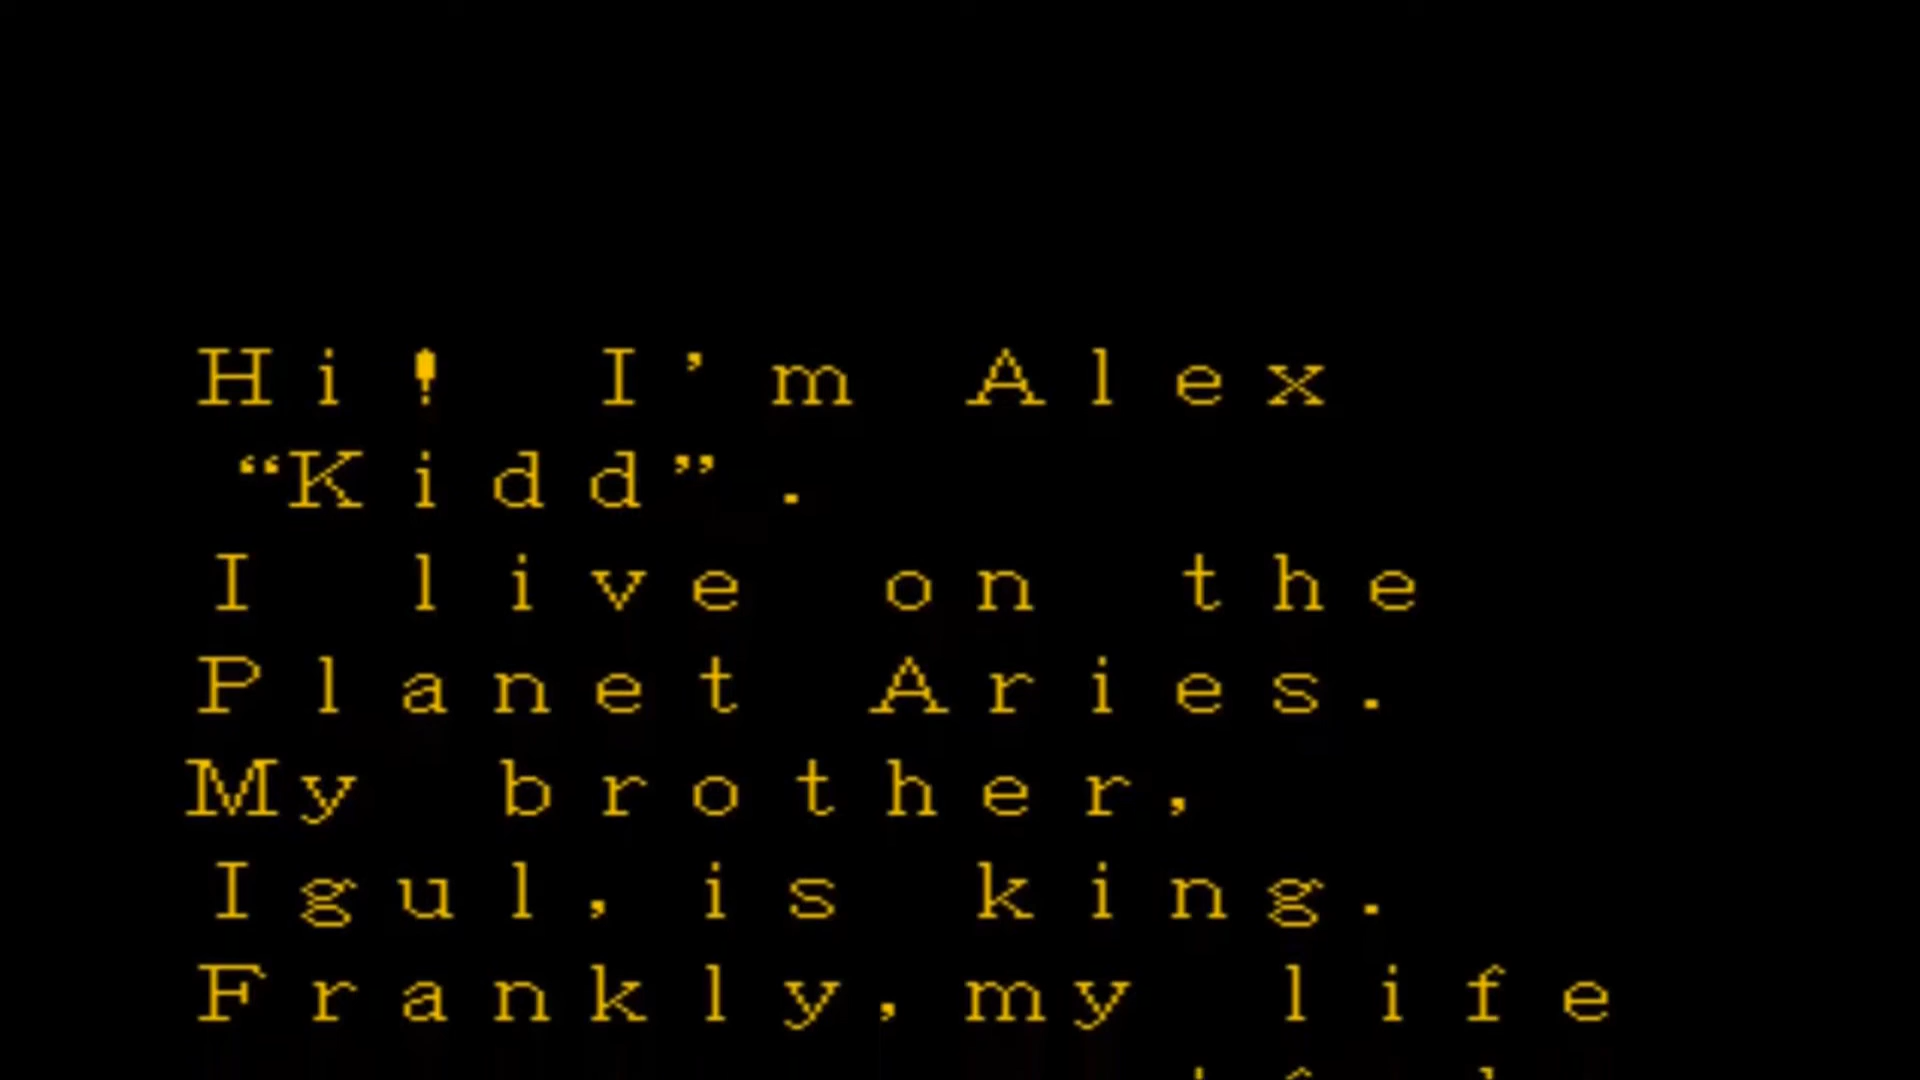 Hi! I’m Alex
“Kidd”.
I live on the
Planet Aries.
My brother,
Igul, is king.
Frankly, my life